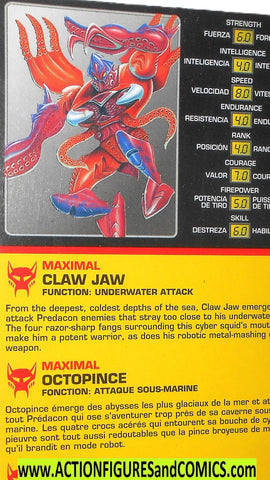 STRENGTH
FUERZA 6.0 FORC
INTELLIGENCE
INTELIGENCIA 4.0 INTE
SPEED
VELOCIDAD 8.0 VITES
ENDURANCE
RESISTENCIA 4.0 ENDU
RANK
POSICIÓN 4.0 RANG
COURAGE
VALOR 7.0 COUR
FIREPOWER
POTENCIA DE TIRO 5.0 PUISS DE TIR
SKILL
DESTREZA 6.0 HABIL
MAXIMAL
CLAW JAW
FUNCTION: UNDERWATER ATTACK
From the deepest, coldest depths of the sea, Claw Jaw emerge
attack Predacon enemies that stray too close to his underwater
The four razor-sharp fangs surrounding this cyber squid's mout
make him a potent warrior, as does his robotic metal-mashing
weapon.
MAXIMAL
OCTOPINCE
FONCTION: ATTAQUE SOUS-MARINE
Octopince émerge des abysses les plus glaciaux de la mer et at
tout Prédacon qui ose s'aventurer trop près de sa caverne sous
marine. Les quatre crocs acérés qui entourent sa bouche de cy
pieuvre sont tout aussi redoutables que la pince broyeuse de m
qu'il brandit en mode robot.
www.ACTIONFIGURESandCOMICS.com